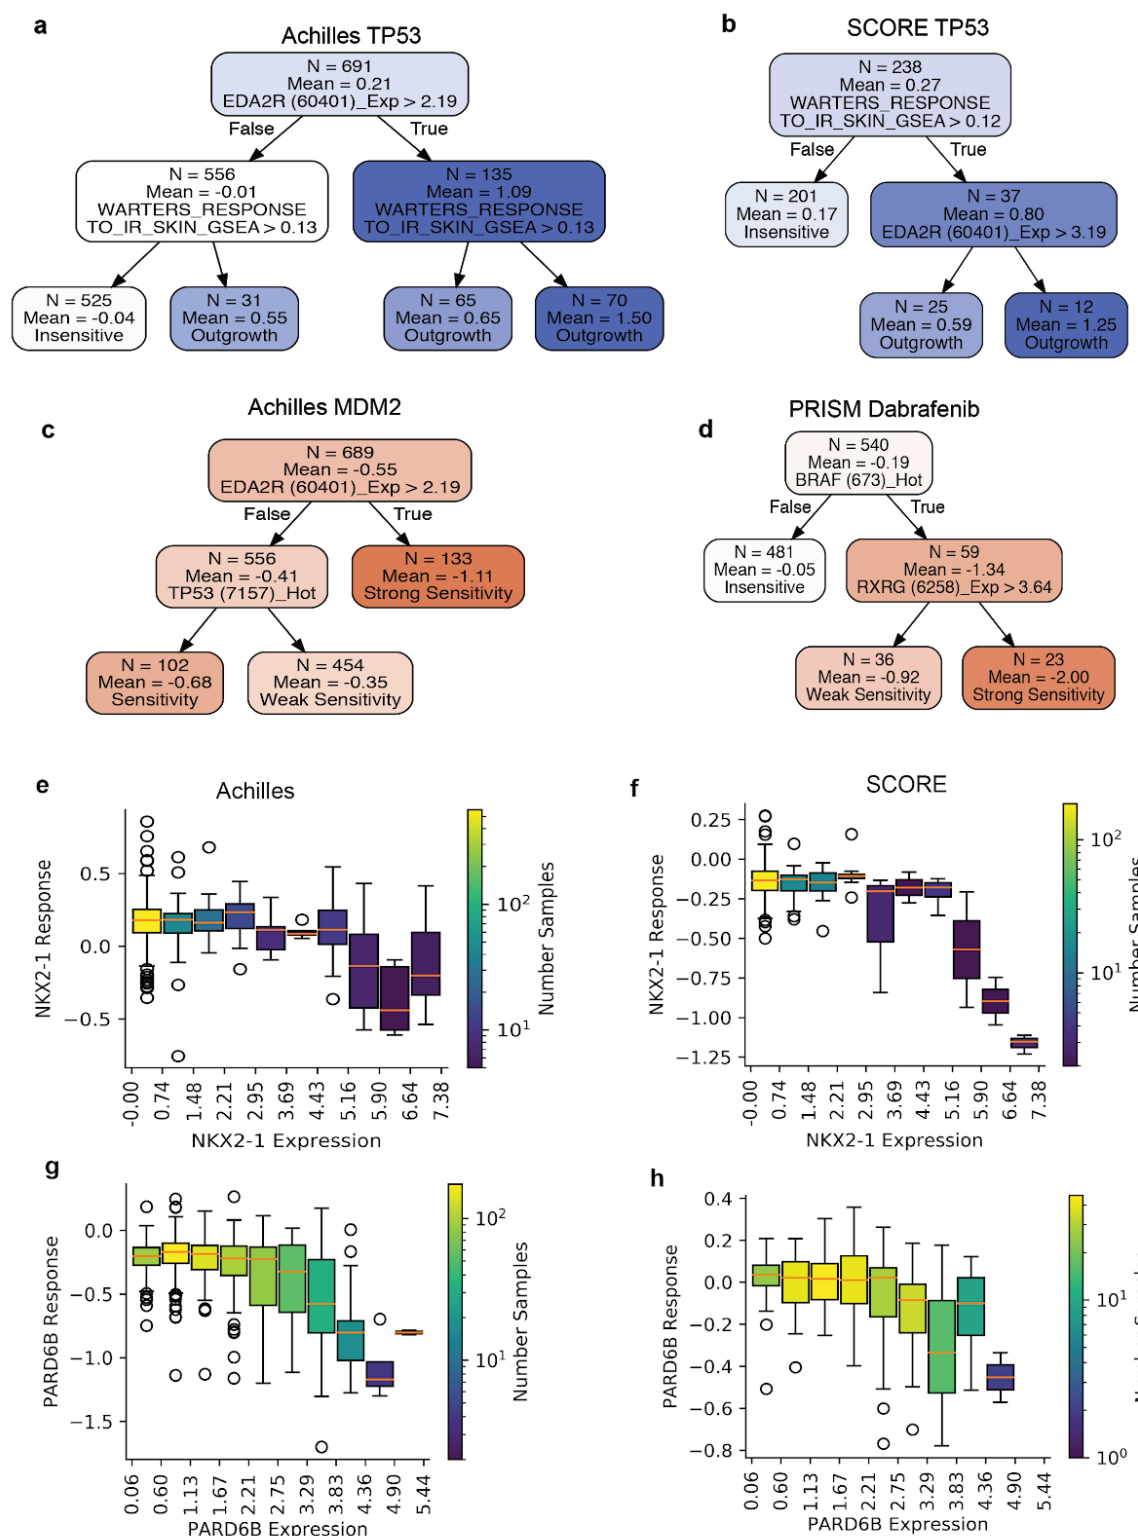 a
Achilles TP53
N = 691
Mean = 0.21
EDA2R (60401)_Exp > 2.19
False
True
N = 556
Mean = -0.01
WARTERS_RESPONSE
TO_IR_SKIN_GSEA > 0.13
N = 135
Mean = 1.09
WARTERS_RESPONSE
TO_IR_SKIN_GSEA > 0.13
N = 525
Mean = -0.04
Insensitive
N = 31
Mean = 0.55
Outgrowth
N = 65
Mean = 0.65
Outgrowth
N = 70
Mean = 1.50
Outgrowth
b
SCORE TP53
N = 238
Mean = 0.27
WARTERS_RESPONSE
TO_IR_SKIN_GSEA > 0.12
False
True
N = 201
Mean = 0.17
Insensitive
N = 37
Mean = 0.80
EDA2R (60401)_Exp > 3.19
N = 25
Mean = 0.59
Outgrowth
N = 12
Mean = 1.25
Outgrowth
c
Achilles MDM2
N = 689
Mean = -0.55
EDA2R (60401)_Exp > 2.19
False
True
N = 556
Mean = -0.41
TP53 (7157)_Hot
N = 133
Mean = -1.11
Strong Sensitivity
N = 102
Mean = -0.68
Sensitivity
N = 454
Mean = -0.35
Weak Sensitivity
d
PRISM Dabrafenib
N = 540
Mean = -0.19
BRAF (673)_Hot
False
True
N = 481
Mean = -0.05
Insensitive
N = 59
Mean = -1.34
RXRG (6258)_Exp > 3.64
N = 36
Mean = -0.92
Weak Sensitivity
N = 23
Mean = -2.00
Strong Sensitivity
e
Achilles
NKX2-1 Response
0.5
0.0
−0.5
-0.00
0.74
1.48
2.21
2.95
3.69
4.43
5.16
5.90
6.64
7.38
NKX2-1 Expression
10²
10¹
Number Samples
f
SCORE
NKX2-1 Response
0.25
0.00
−0.25
−0.50
−0.75
−1.00
−1.25
-0.00
0.74
1.48
2.21
2.95
3.69
4.43
5.16
5.90
6.64
7.38
NKX2-1 Expression
10²
10¹
Number Samples
g
PARD6B Response
0.0
−0.5
−1.0
−1.5
0.06
0.60
1.13
1.67
2.21
2.75
3.29
3.83
4.36
4.90
5.44
PARD6B Expression
10²
10¹
Number Samples
h
PARD6B Response
0.4
0.2
0.0
−0.2
−0.4
−0.6
−0.8
0.06
0.60
1.13
1.67
2.21
2.75
3.29
3.83
4.36
4.90
5.44
PARD6B Expression
10¹
10⁰